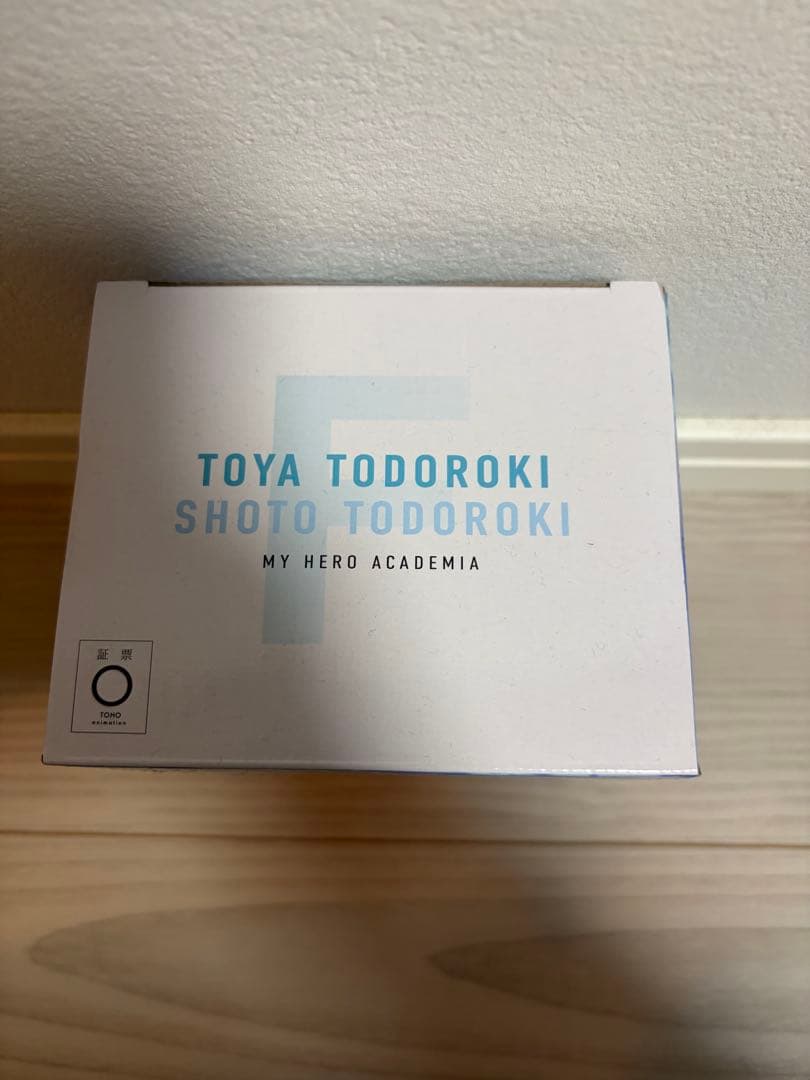 F
TOYA TODOROKI
SHOTO TODOROKI
MY HERO ACADEMIA
証 票
TOHO
animation